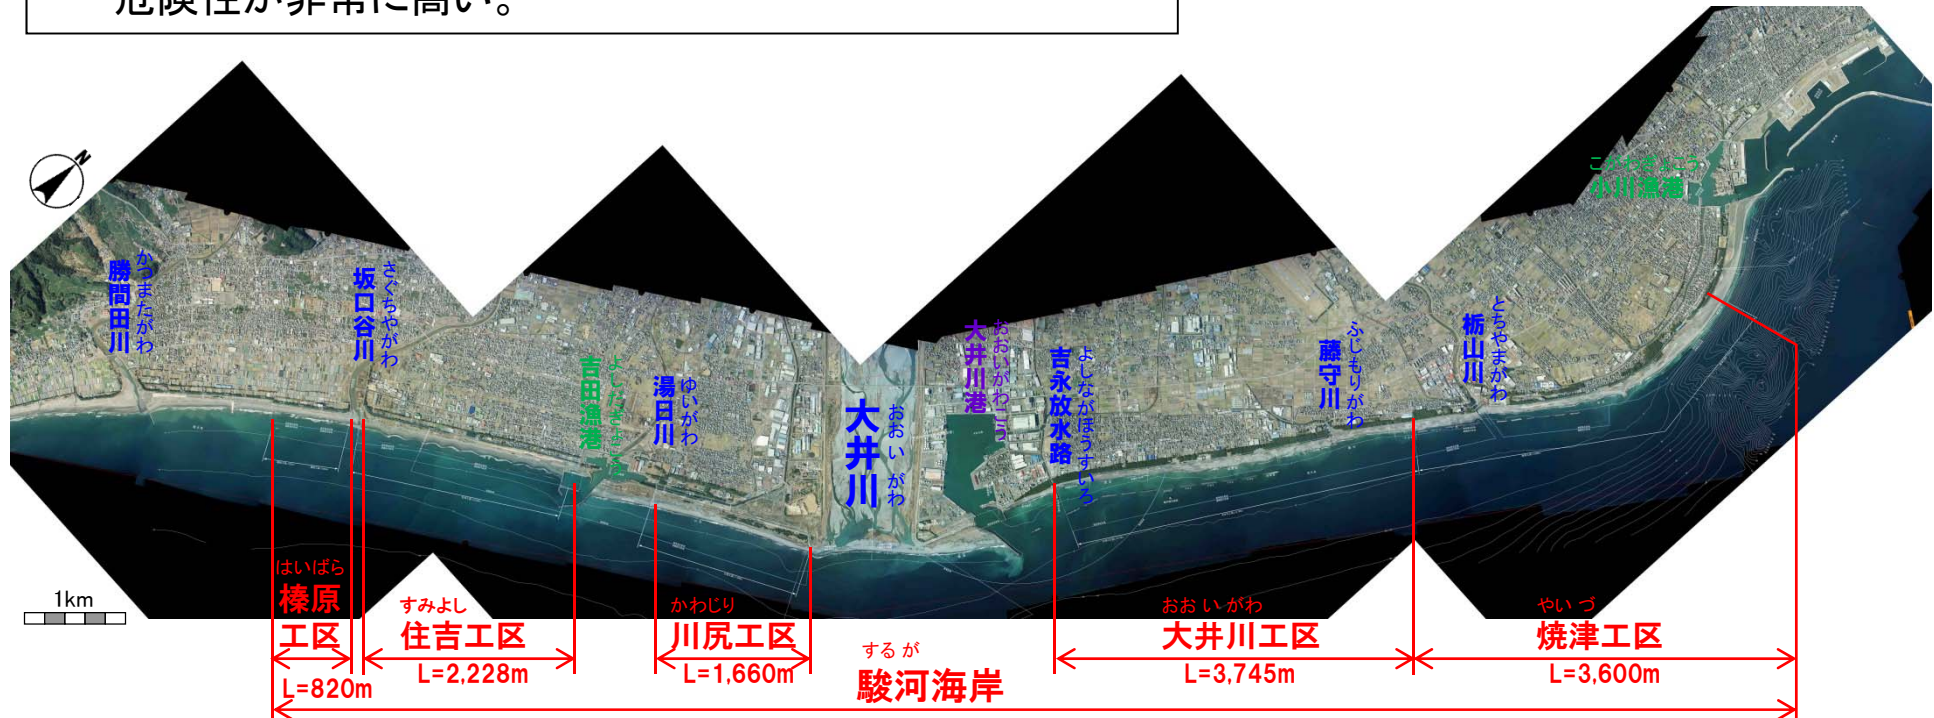 危険性が非常に高い。
N
こがわぎょこう
小川漁港
かつまたがわ
勝間田川
さぐちやがわ
坂口谷川
吉田漁港
ゆいがわ
湯日川
おおいがわ
大井川
おおいがわこう
大井川港
よしながほうすいろ
吉永放水路
ふじもりがわ
藤守川
とちやまがわ
栃山川
1km
はいばら
榛原
工区
L=820m
すみよし
住吉工区
L=2,228m
かわじり
川尻工区
L=1,660m
するが
駿河海岸
おおいがわ
大井川工区
L=3,745m
やいづ
焼津工区
L=3,600m